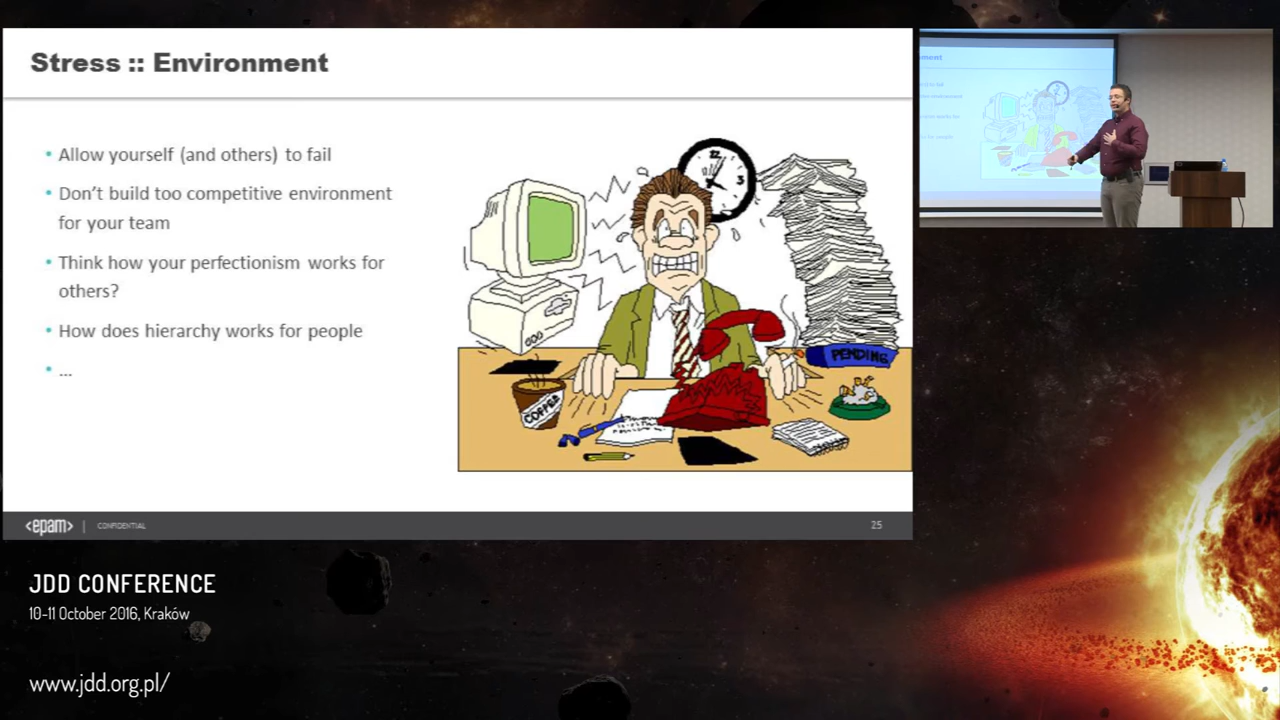 Stress :: Environment
• Allow yourself (and others) to fail
• Don’t build too competitive environment
for your team
• Think how your perfectionism works for
others?
• How does hierarchy works for people
• ...
12
3
PENDING
COFFEE
<epam> | CONFIDENTIAL
25
JDD CONFERENCE
10-11 October 2016, Kraków
www.jdd.org.pl/